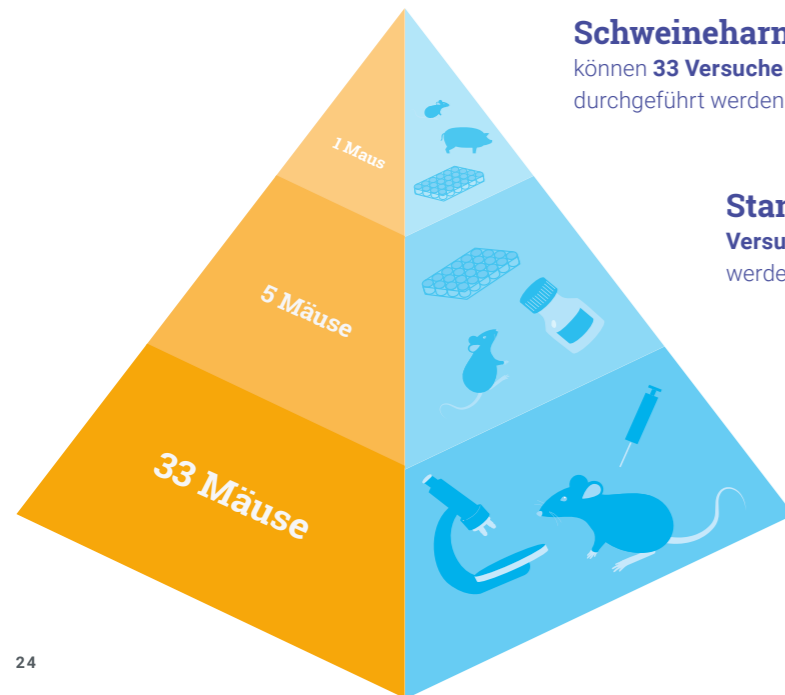 Schweineharn
können 33 Versuche
durchgeführt werden
1 Maus
Versu
werde
5 Mäuse
33 Mäuse
24